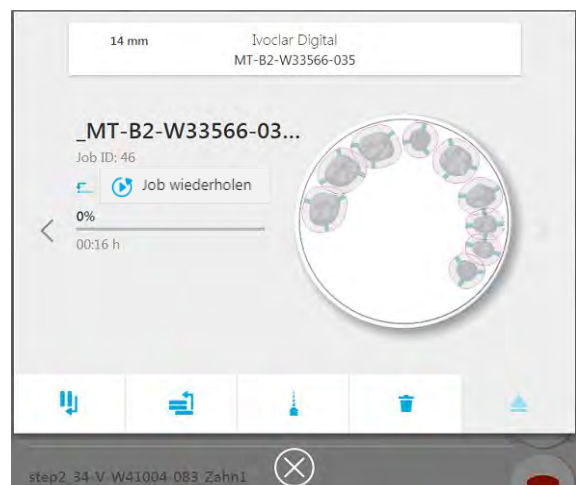 14 mm
Ivoclar Digital
MT-B2-W33566-035
_MT-B2-W33566-03...
Job ID: 46
Job wiederholen
0%
00:16 h
step2_34-V-W41004-083_Zahn1